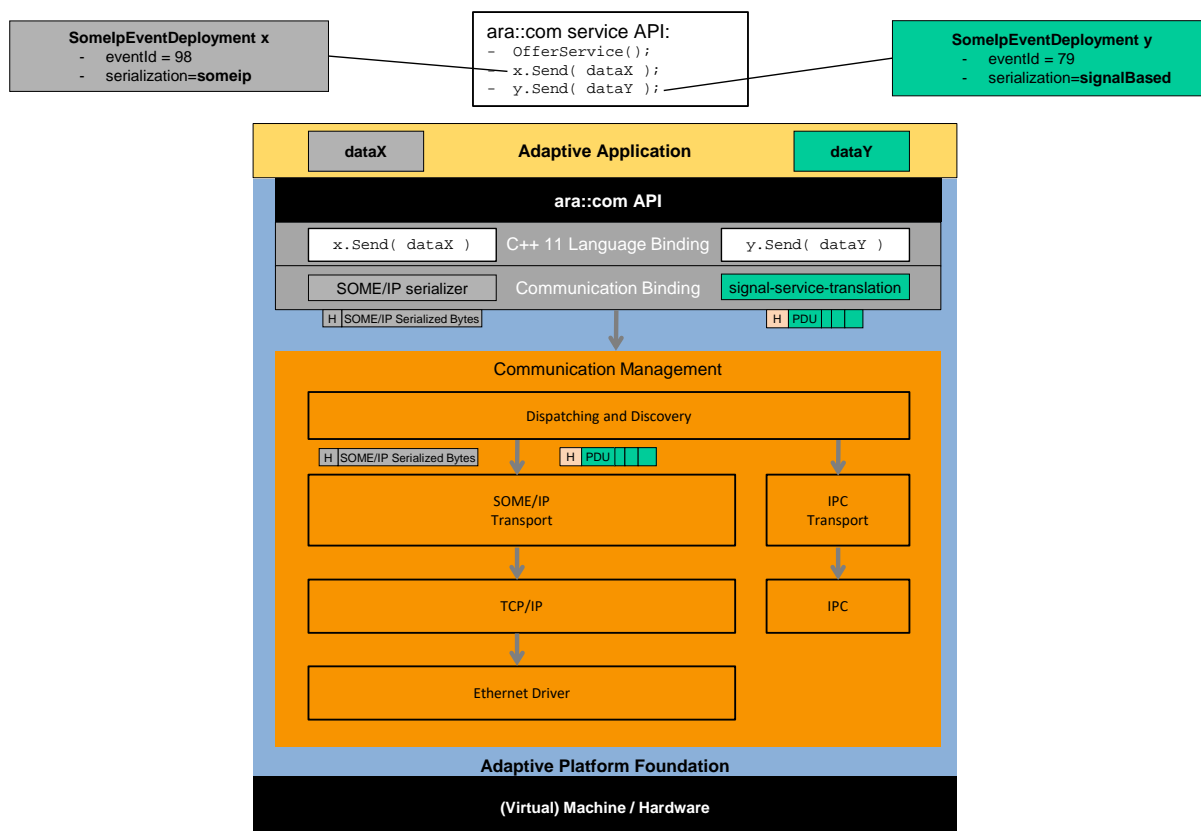 SomeIpEventDeployment x
- eventId = 98
- serialization=someip
ara::com service API:
- OfferService();
- x.Send( dataX );
- y.Send( dataY );
SomeIpEventDeployment y
- eventId = 79
- serialization=signalBased
dataX
Adaptive Application
dataY
ara::com API
x.Send( dataX )
C++ 11 Language Binding
y.Send( dataY )
SOME/IP serializer
Communication Binding
signal-service-translation
H SOME/IP Serialized Bytes
H PDU
Communication Management
Dispatching and Discovery
H SOME/IP Serialized Bytes
H PDU
SOME/IP
Transport
IPC
Transport
TCP/IP
IPC
Ethernet Driver
Adaptive Platform Foundation
(Virtual) Machine / Hardware